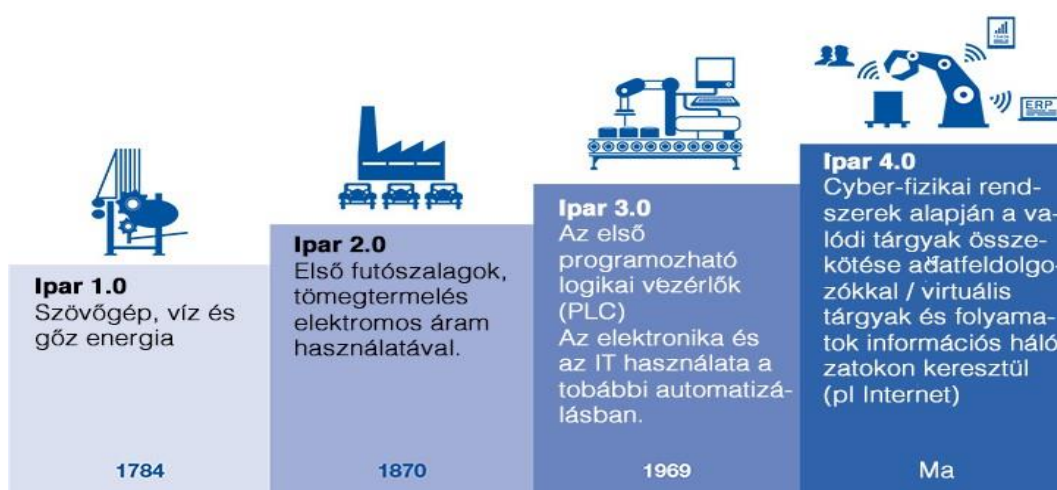 ERP
Ipar 1.0
Szövőgép, víz és
gőz energia
1784
Ipar 2.0
Első futószalagok,
tömegtermelés
elektromos áram
használatával.
1870
Ipar 3.0
Az első
programozható
logikai vezérlők
(PLC)
Az elektronika és
az IT használata a
tobábbi automatizá-
lásban.
1969
Ipar 4.0
Cyber-fizikai rend-
szerek alapján a va-
lódi tárgyak össze-
kötése adatfeldolgo-
zókkal / virtuális
tárgyak és folyama-
tok információs háló
zatokon keresztül
(pl Internet)
Ma